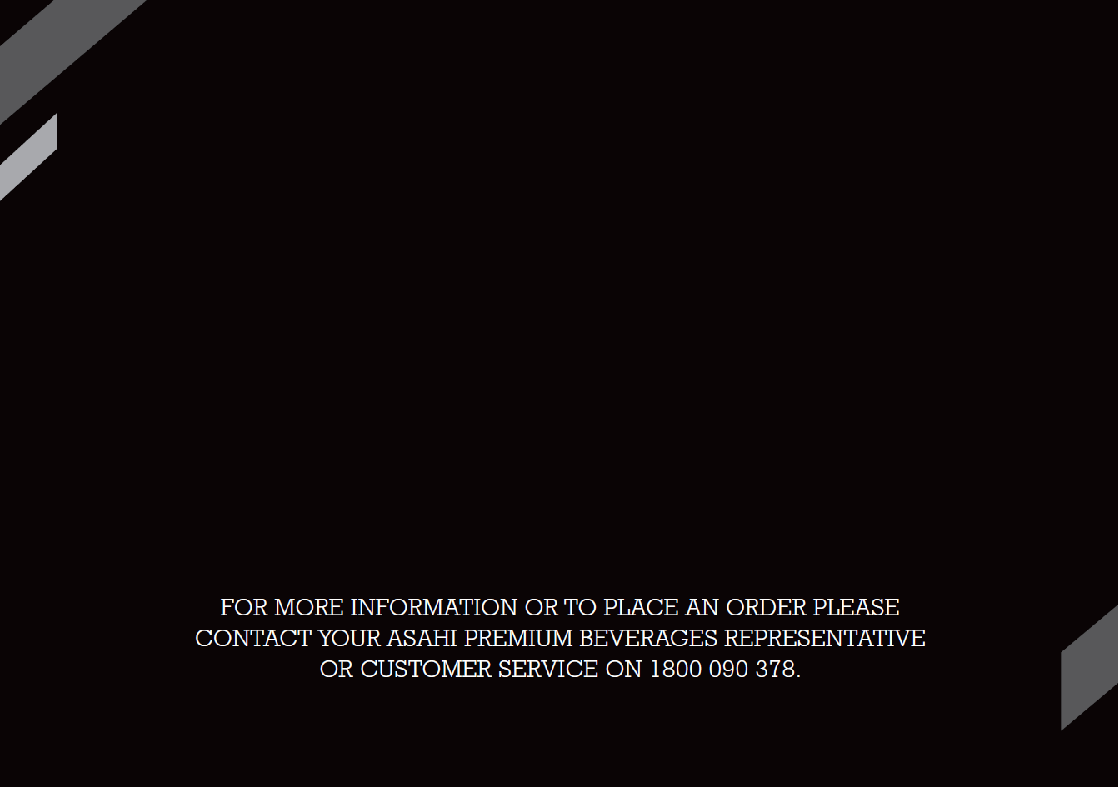 FOR MORE INFORMATION OR TO PLACE AN ORDER PLEASE
CONTACT YOUR ASAHI PREMIUM BEVERAGES REPRESENTATIVE
OR CUSTOMER SERVICE ON 1800 090 378.